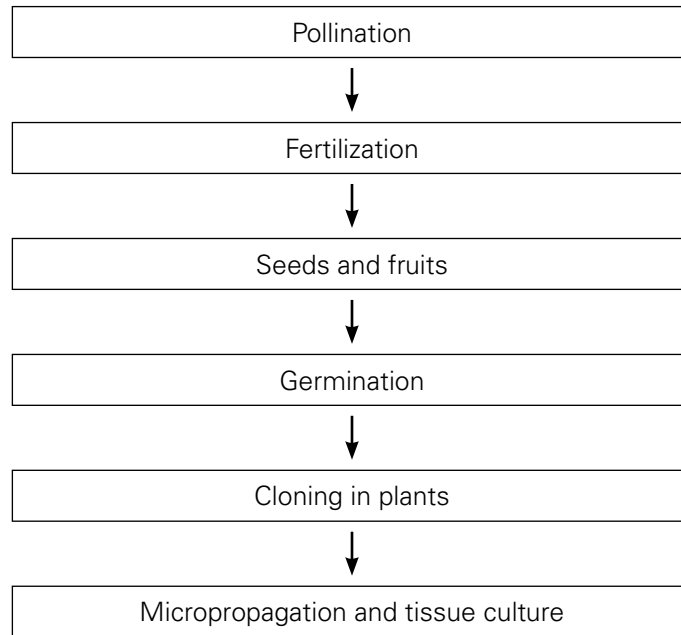 Pollination
Fertilization
Seeds and fruits
Germination
Cloning in plants
Micropropagation and tissue culture